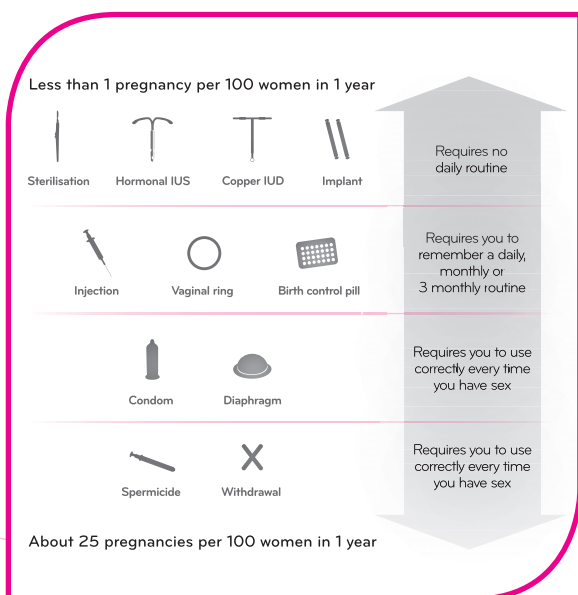 Less than 1 pregnancy per 100 women in 1 year
Sterilisation Hormonal IUS Copper IUD Implant
Requires no
daily routine
Injection Vaginal ring Birth control pill
Requires you to
remember a daily,
monthly or
3 monthly routine
Condom Diaphragm
Requires you to use
correctly every time
you have sex
Spermicide Withdrawal
Requires you to use
correctly every time
you have sex
About 25 pregnancies per 100 women in 1 year